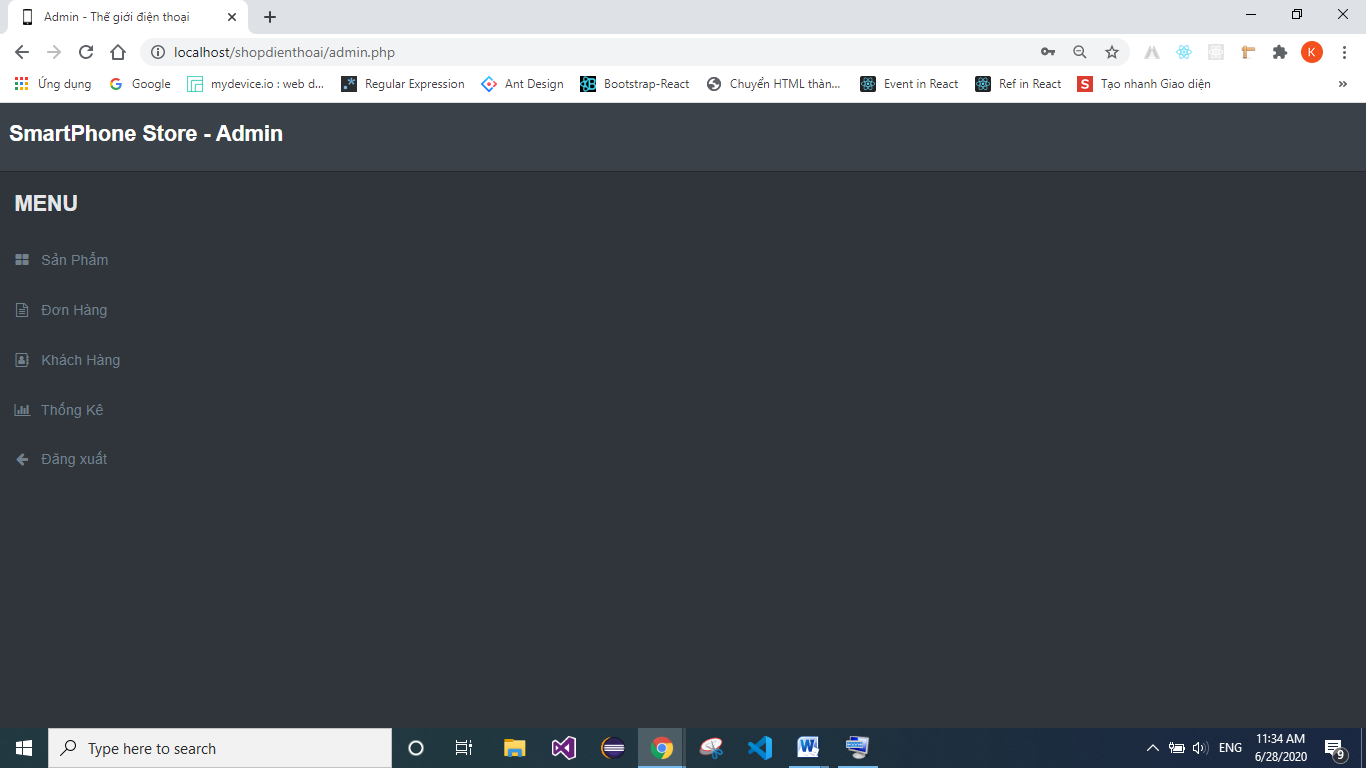 Admin - Thế giới điện thoại
localhost/shopdienthoai/admin.php
Ứng dụng Google mydevice.io : web d... Regular Expression Ant Design Bootstrap-React Chuyển HTML thàn... Event in React Ref in React Tạo nhanh Giao diện
SmartPhone Store - Admin
MENU
Sản Phẩm
Đơn Hàng
Khách Hàng
Thống Kê
Đăng xuất
Type here to search
ENG
11:34 AM
6/28/2020
9